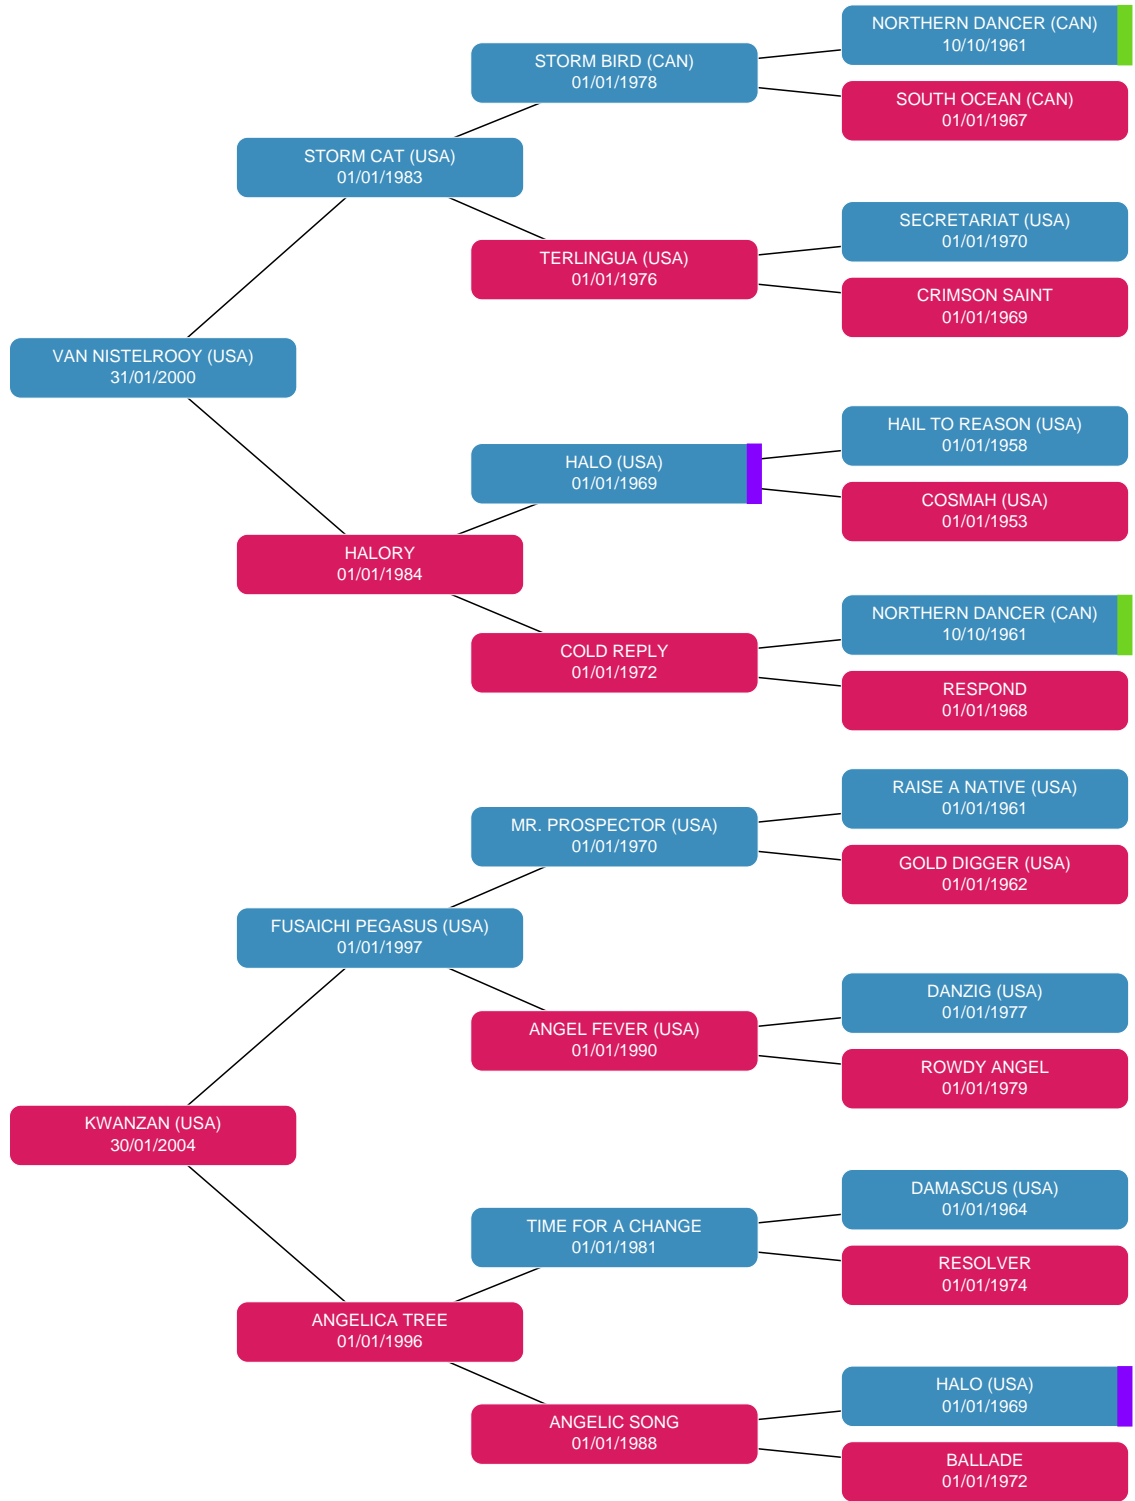 NORTHERN DANCER (CAN)
10/10/1961
STORM BIRD (CAN)
01/01/1978
SOUTH OCEAN (CAN)
01/01/1967
STORM CAT (USA)
01/01/1983
SECRETARIAT (USA)
01/01/1970
TERLINGUA (USA)
01/01/1976
CRIMSON SAINT
01/01/1969
VAN NISTELROOY (USA)
31/01/2000
HAIL TO REASON (USA)
01/01/1958
HALO (USA)
01/01/1969
COSMAH (USA)
01/01/1953
HALORY
01/01/1984
NORTHERN DANCER (CAN)
10/10/1961
COLD REPLY
01/01/1972
RESPOND
01/01/1968
RAISE A NATIVE (USA)
01/01/1961
MR. PROSPECTOR (USA)
01/01/1970
GOLD DIGGER (USA)
01/01/1962
FUSAICHI PEGASUS (USA)
01/01/1997
DANZIG (USA)
01/01/1977
ANGEL FEVER (USA)
01/01/1990
ROWDY ANGEL
01/01/1979
KWANZAN (USA)
30/01/2004
DAMASCUS (USA)
01/01/1964
TIME FOR A CHANGE
01/01/1981
RESOLVER
01/01/1974
ANGELICA TREE
01/01/1996
HALO (USA)
01/01/1969
ANGELIC SONG
01/01/1988
BALLADE
01/01/1972